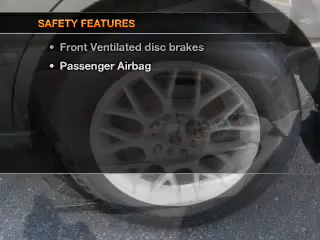 SAFETY FEATURES
• Front Ventilated disc brakes
• Passenger Airbag